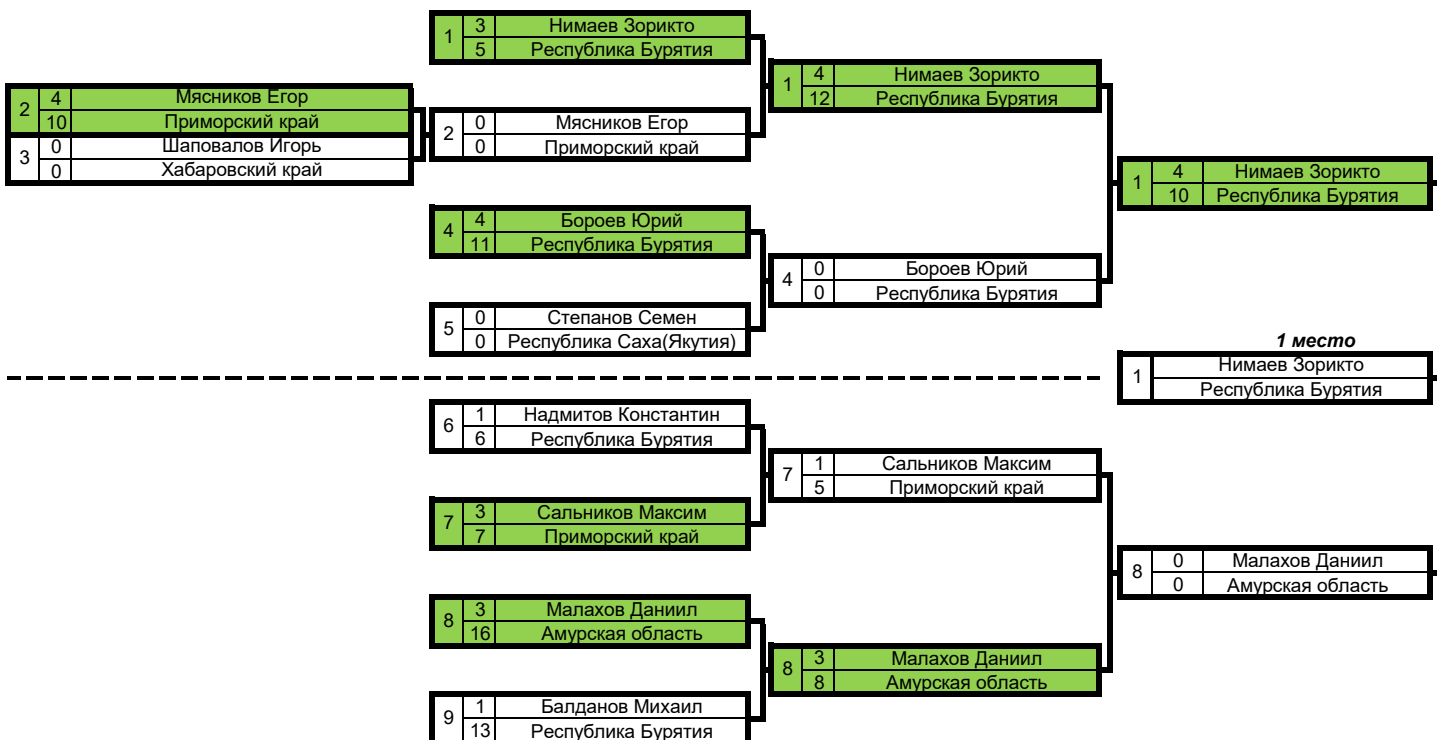 1 3 Нимаев Зорикто
5 Республика Бурятия
1 4 Нимаев Зорикто
12 Республика Бурятия
2 4 Мясников Егор
10 Приморский край
3 0 Шаповалов Игорь
0 Хабаровский край
2 0 Мясников Егор
0 Приморский край
1 4 Нимаев Зорикто
10 Республика Бурятия
4 4 Бороев Юрий
11 Республика Бурятия
4 0 Бороев Юрий
0 Республика Бурятия
5 0 Степанов Семен
0 Республика Саха(Якутия)
1 место
1 Нимаев Зорикто
Республика Бурятия
6 1 Надмитов Константин
6 Республика Бурятия
7 1 Сальников Максим
5 Приморский край
7 3 Сальников Максим
7 Приморский край
8 0 Малахов Даниил
0 Амурская область
8 3 Малахов Даниил
16 Амурская область
8 3 Малахов Даниил
8 Амурская область
9 1 Балданов Михаил
13 Республика Бурятия